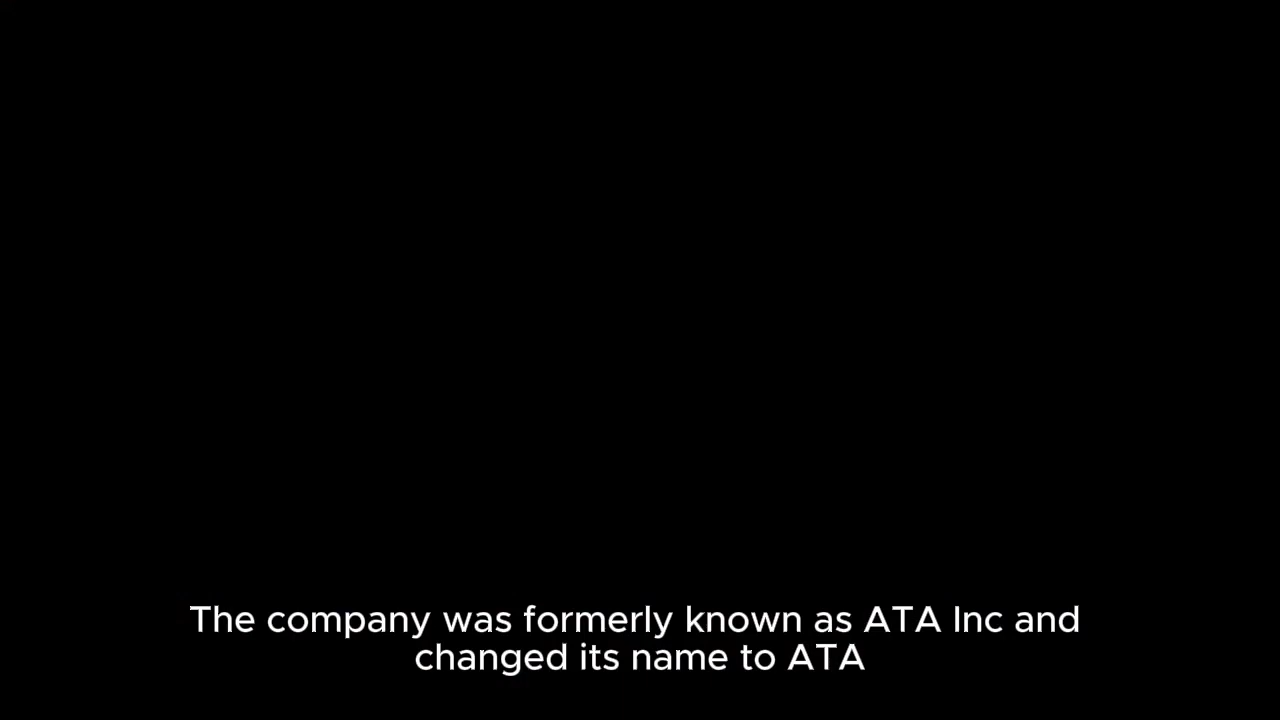 The company was formerly known as ATA Inc and
changed its name to ATA